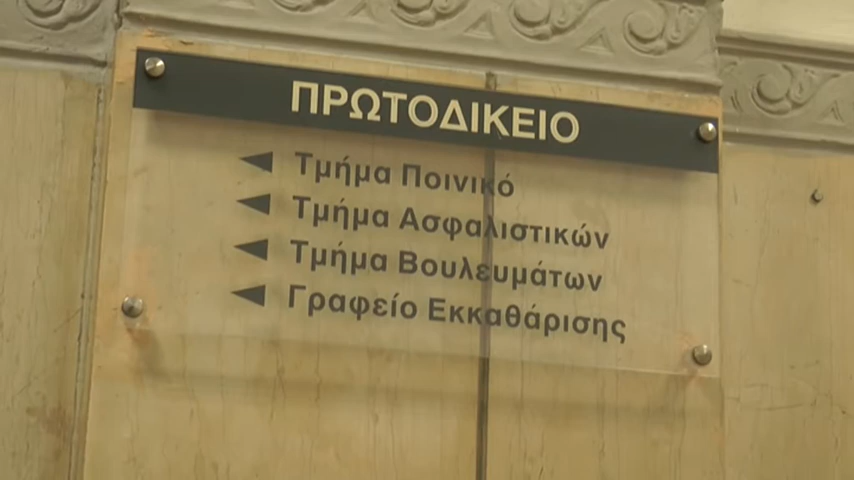 ΠΡΩΤΟΔΙΚΕΙΟ
Τμήμα Ποινικό
Τμήμα Ασφαλιστικών
Τμήμα Βουλευμάτων
Γραφείο Εκκαθάρισης